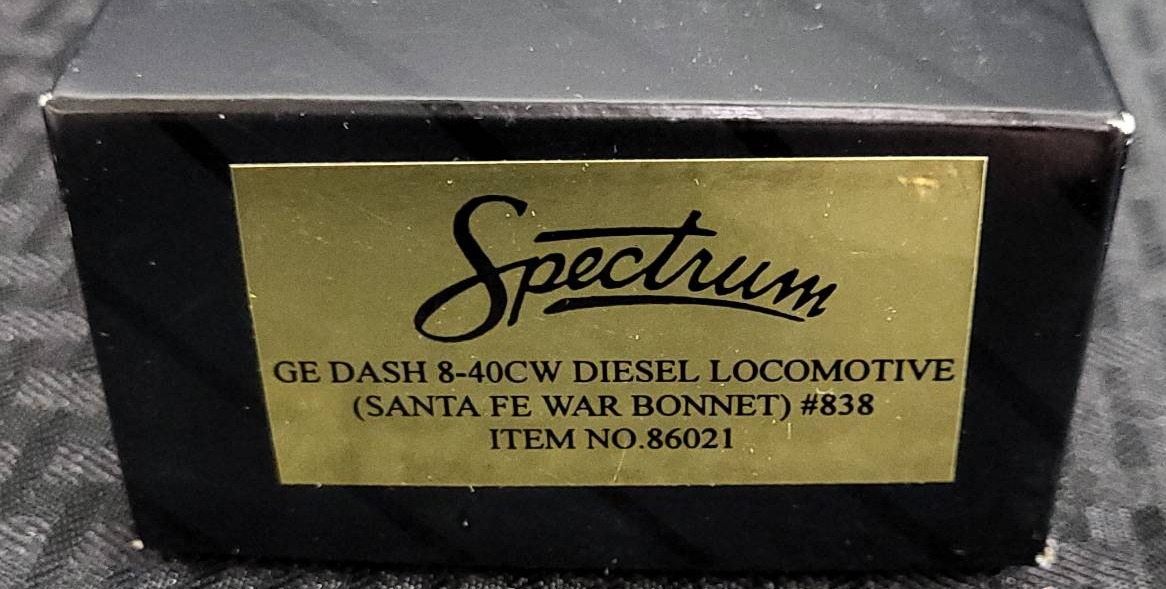 Spectrum
GE DASH 8-40CW DIESEL LOCOMOTIVE
(SANTA FE WAR BONNET) #838
ITEM NO.86021